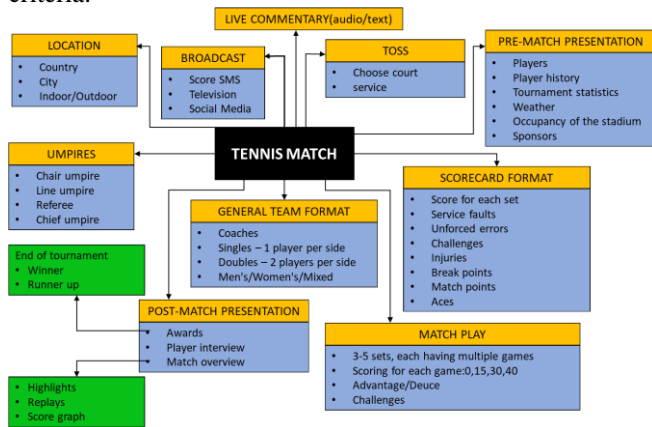 criteria.
LIVE COMMENTARY(audio/text)
LOCATION
• Country
• City
• Indoor/Outdoor
BROADCAST
• Score SMS
• Television
• Social Media
TOSS
• Choose court
• service
PRE-MATCH PRESENTATION
• Players
• Player history
• Tournament statistics
• Weather
• Occupancy of the stadium
• Sponsors
TENNIS MATCH
UMPIRES
• Chair umpire
• Line umpire
• Referee
• Chief umpire
GENERAL TEAM FORMAT
• Coaches
• Singles – 1 player per side
• Doubles – 2 players per side
• Men's/Women's/Mixed
SCORECARD FORMAT
• Score for each set
• Service faults
• Unforced errors
• Challenges
• Injuries
• Break points
• Match points
• Aces
End of tournament
• Winner
• Runner up
POST-MATCH PRESENTATION
• Awards
• Player interview
• Match overview
MATCH PLAY
• 3-5 sets, each having multiple games
• Scoring for each game:0,15,30,40
• Advantage/Deuce
• Challenges
• Highlights
• Replays
• Score graph